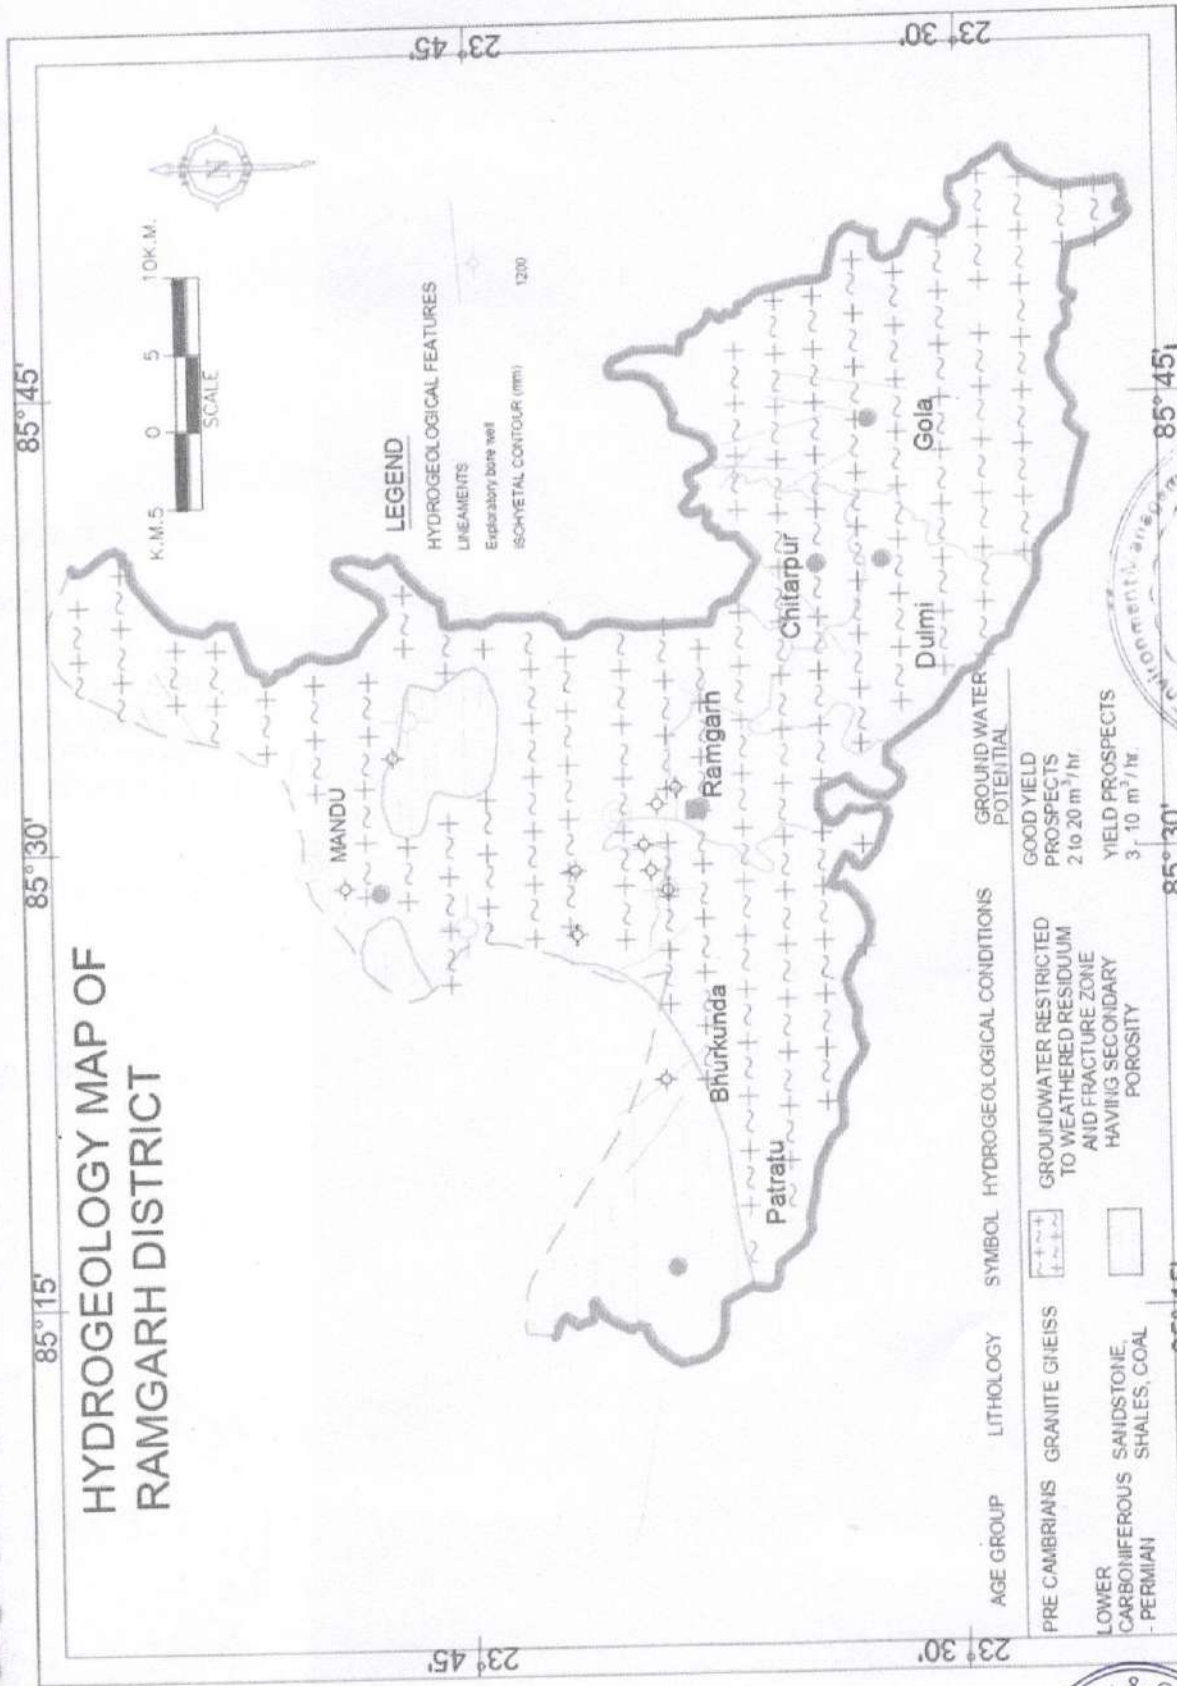 HYDROGEOLOGY MAP OF
RAMGARH DISTRICT
85° 15'
85° 30'
85° 45'
K.M.5 0 5 10K.M.
SCALE
N
LEGEND
HYDROGEOLOGICAL FEATURES
LINEAMENTS
Exploratory bore well
ISOHYETAL CONTOUR (mm) 1200
23° 45'
23° 45'
23° 30'
23° 30'
MANDU
Ramgarh
Bhurkunda
Patratu
Chitarpur
Dulmi
Gola
AGE GROUP LITHOLOGY SYMBOL HYDROGEOLOGICAL CONDITIONS GROUND WATER
POTENTIAL
PRE CAMBRIANS GRANITE GNEISS GROUNDWATER RESTRICTED
TO WEATHERED RESIDUUM
AND FRACTURE ZONE
HAVING SECONDARY
POROSITY
GOOD YIELD
PROSPECTS
2 to 20 m³/hr
LOWER
CARBONIFEROUS
- PERMIAN
SANDSTONE,
SHALES, COAL
YIELD PROSPECTS
3 - 10 m³/hr.
85° 30'
85° 45'